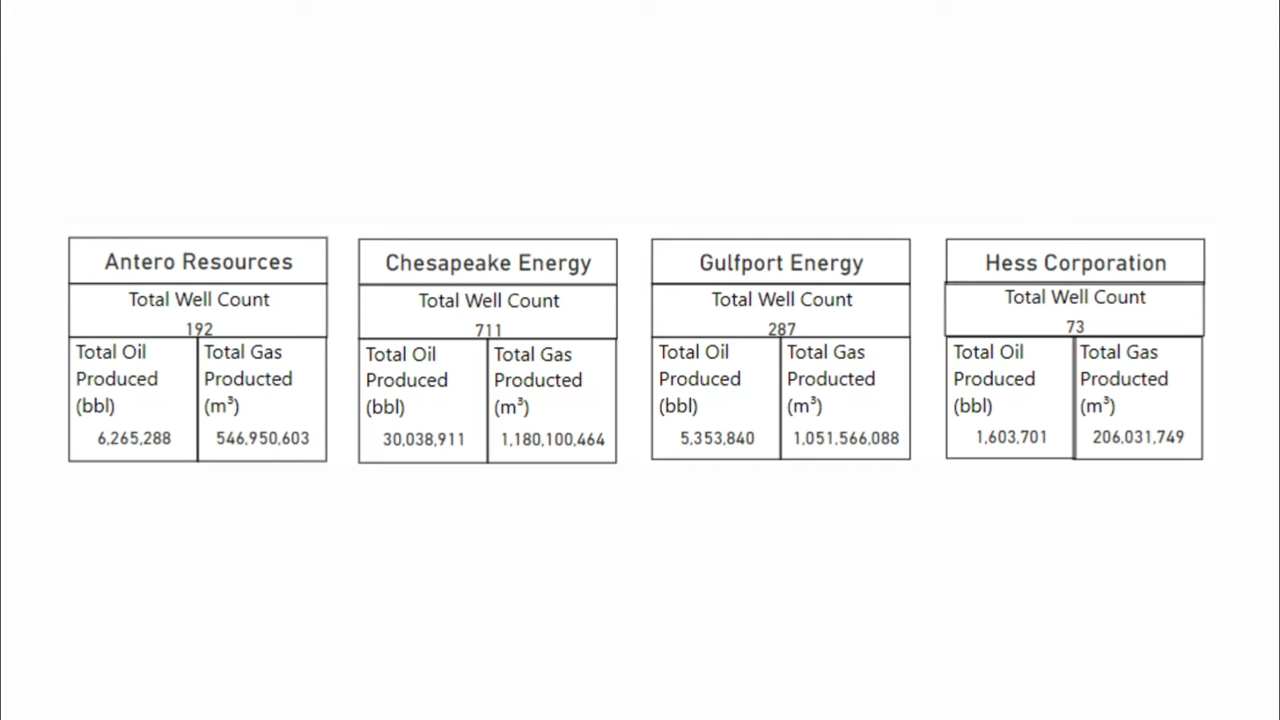 Antero Resources
Total Well Count
192
Total Oil
Produced
(bbl)
6,265,288
Total Gas
Producted
(m³)
546,950,603
Chesapeake Energy
Total Well Count
711
Total Oil
Produced
(bbl)
30,038,911
Total Gas
Producted
(m³)
1,180,100,464
Gulfport Energy
Total Well Count
287
Total Oil
Produced
(bbl)
5,353,840
Total Gas
Producted
(m³)
1,051,566,088
Hess Corporation
Total Well Count
73
Total Oil
Produced
(bbl)
1,603,701
Total Gas
Producted
(m³)
206,031,749